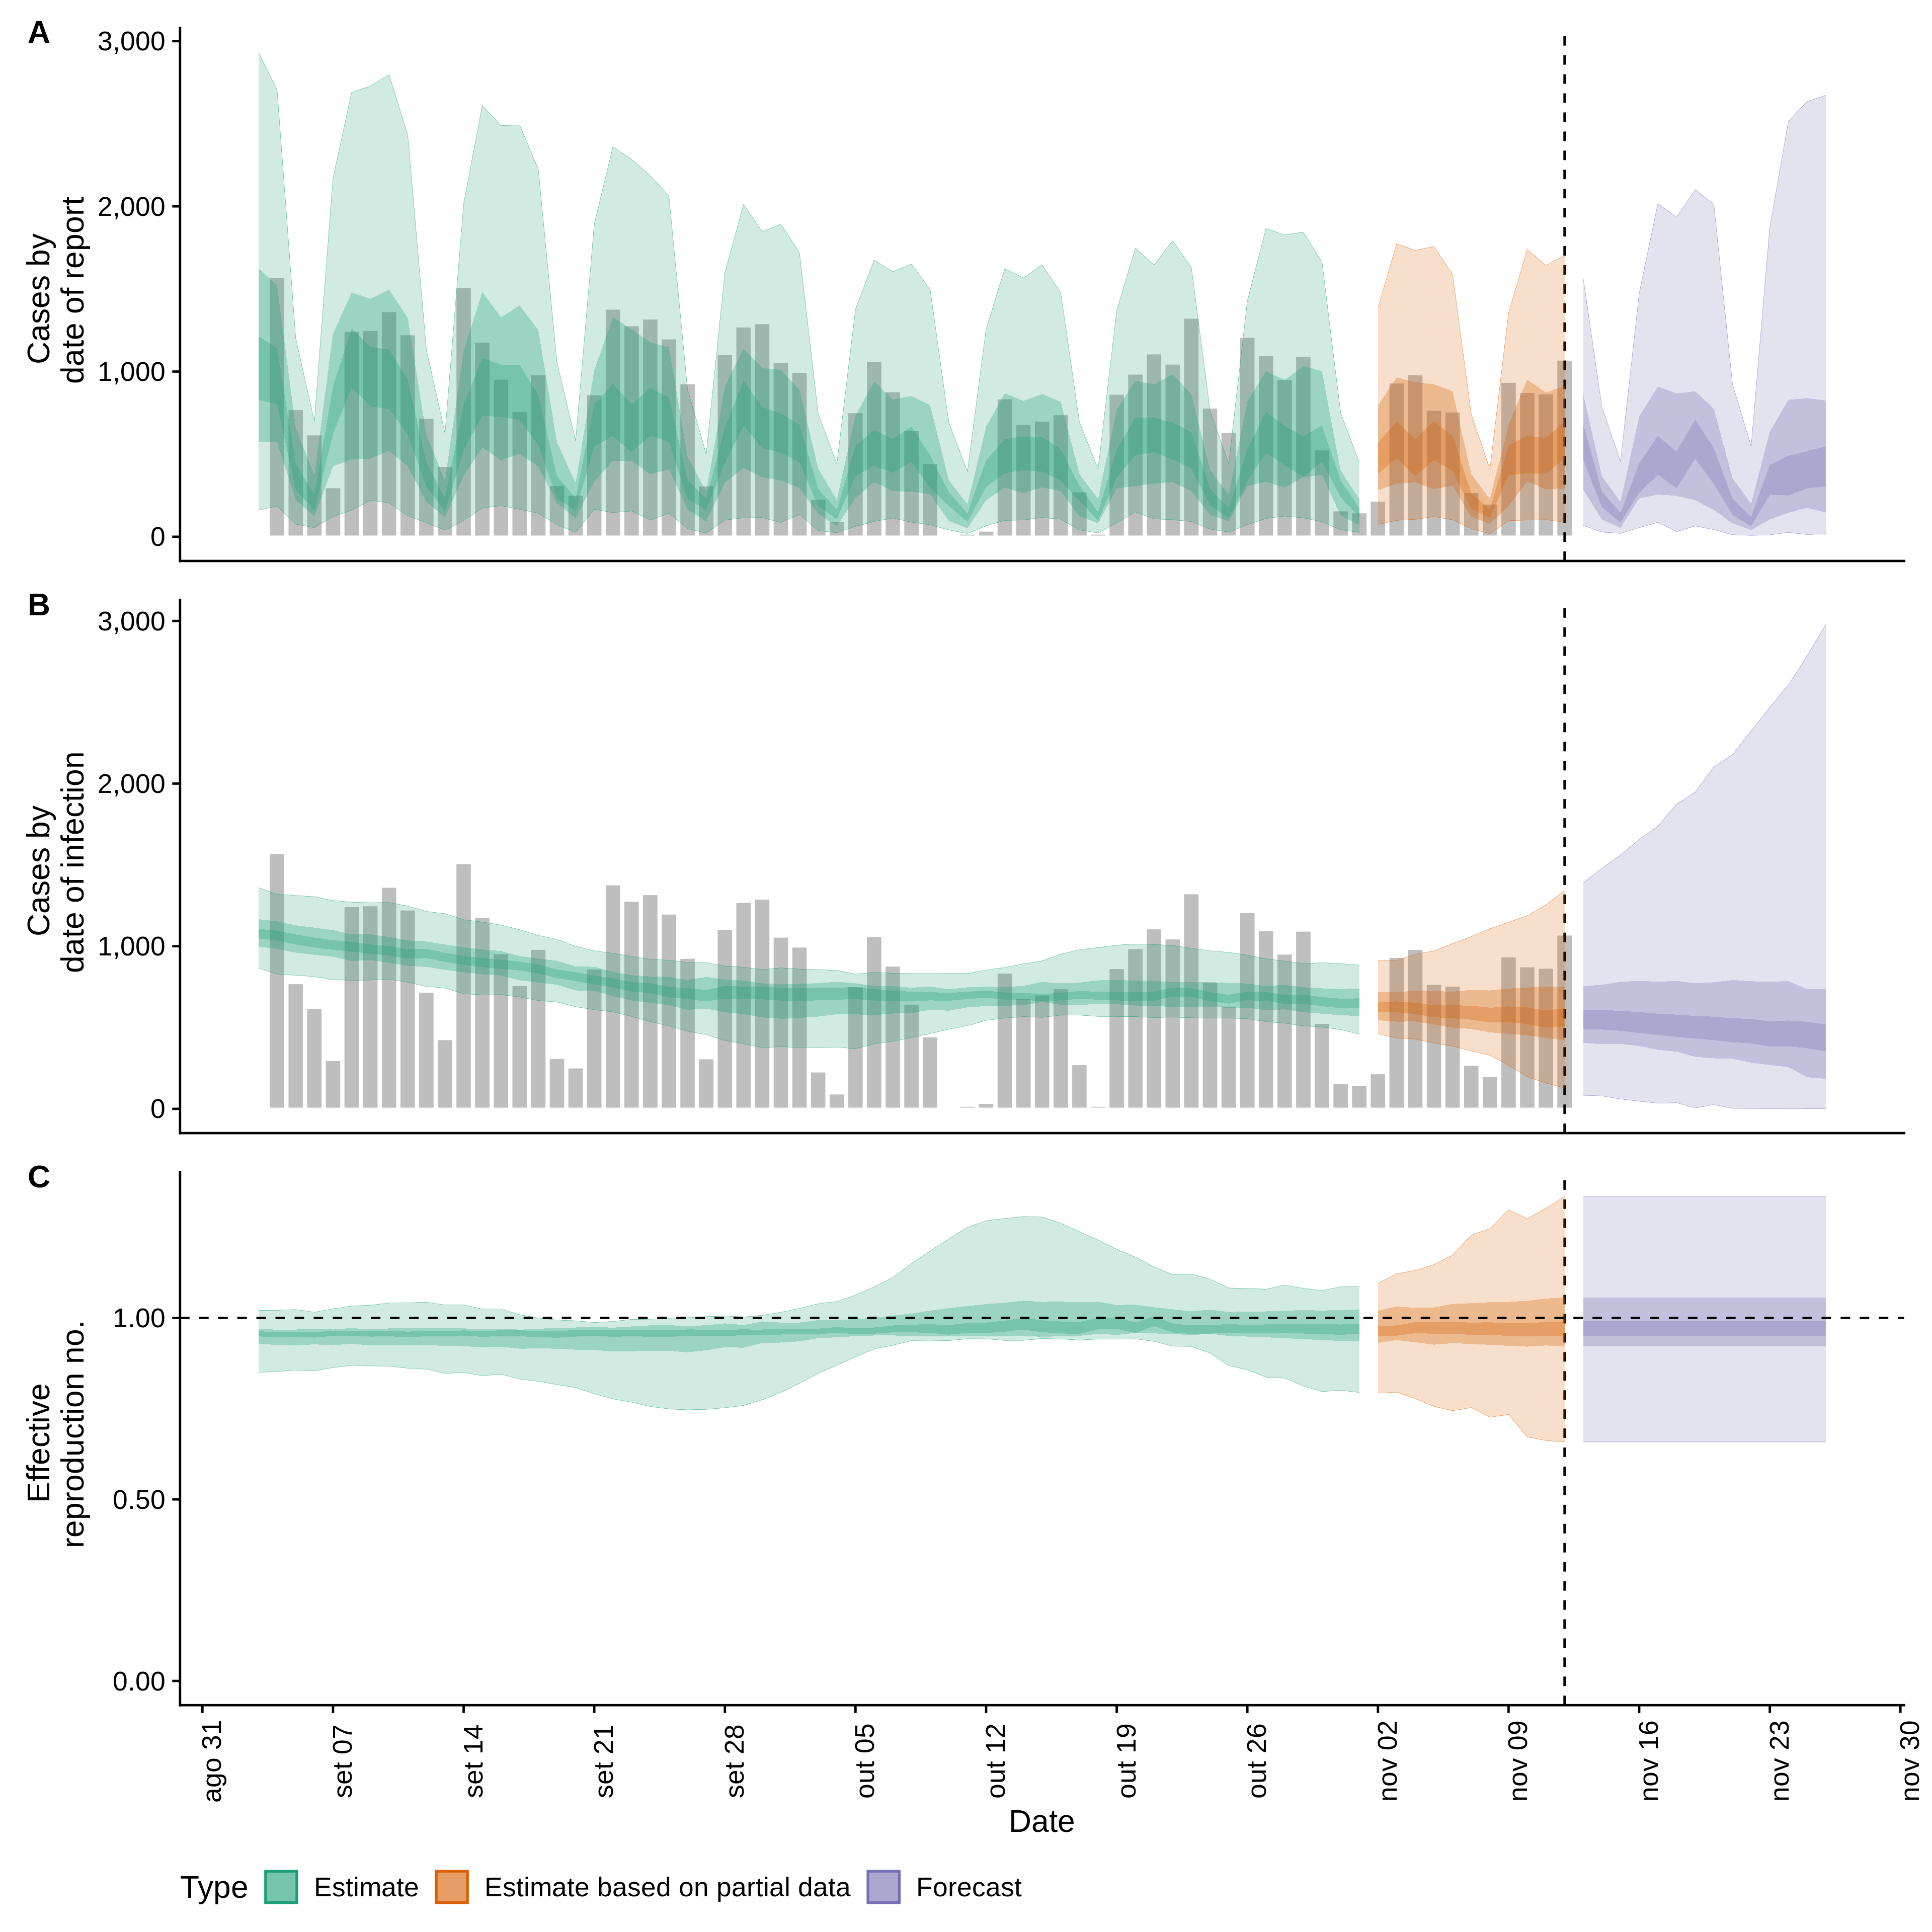 A
3,000
2,000
1,000
0
Cases by
date of report
B
3,000
2,000
1,000
0
Cases by
date of infection
C
1.00
0.50
0.00
Effective
reproduction no.
ago 31
set 07
set 14
set 21
set 28
out 05
out 12
out 19
out 26
nov 02
nov 09
nov 16
nov 23
nov 30
Date
Type Estimate Estimate based on partial data Forecast